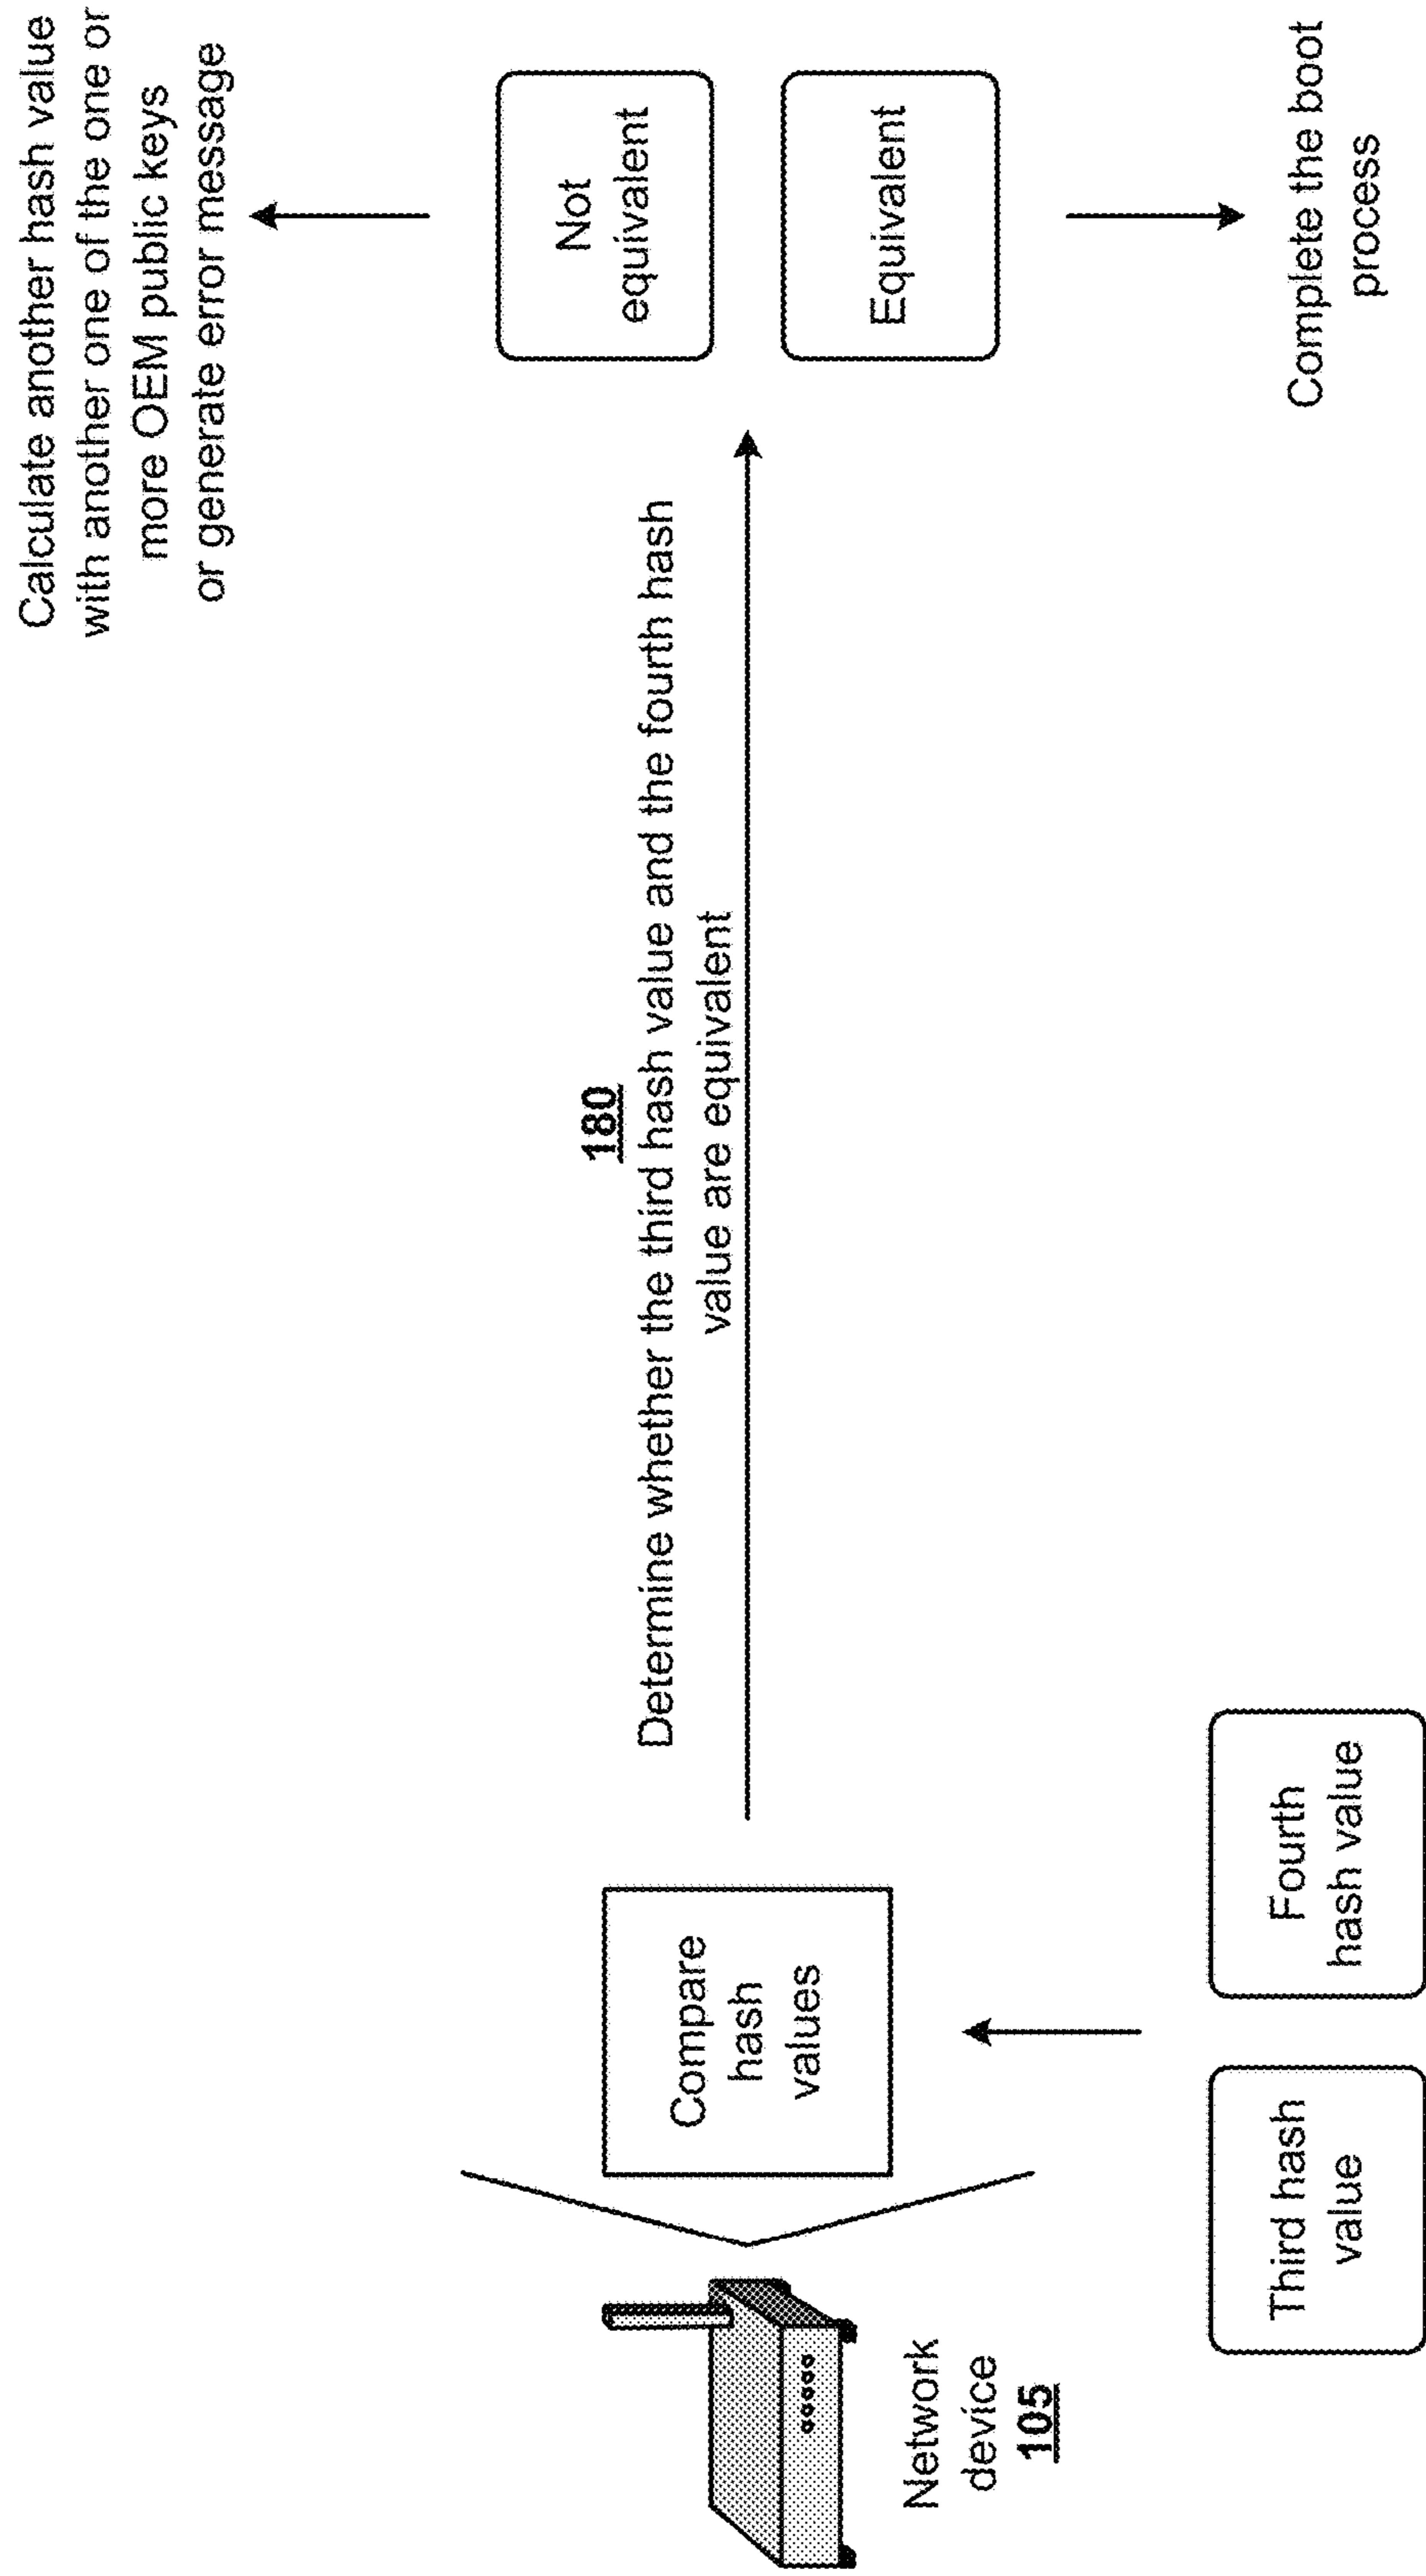 Calculate another hash value
with another one of the one or
more OEM public keys
or generate error message
Not
equivalent
Equivalent
Complete the boot
process
180
Determine whether the third hash value and the fourth hash
value are equivalent
Compare
hash
values
Network
device
105
Third hash
value
Fourth
hash value